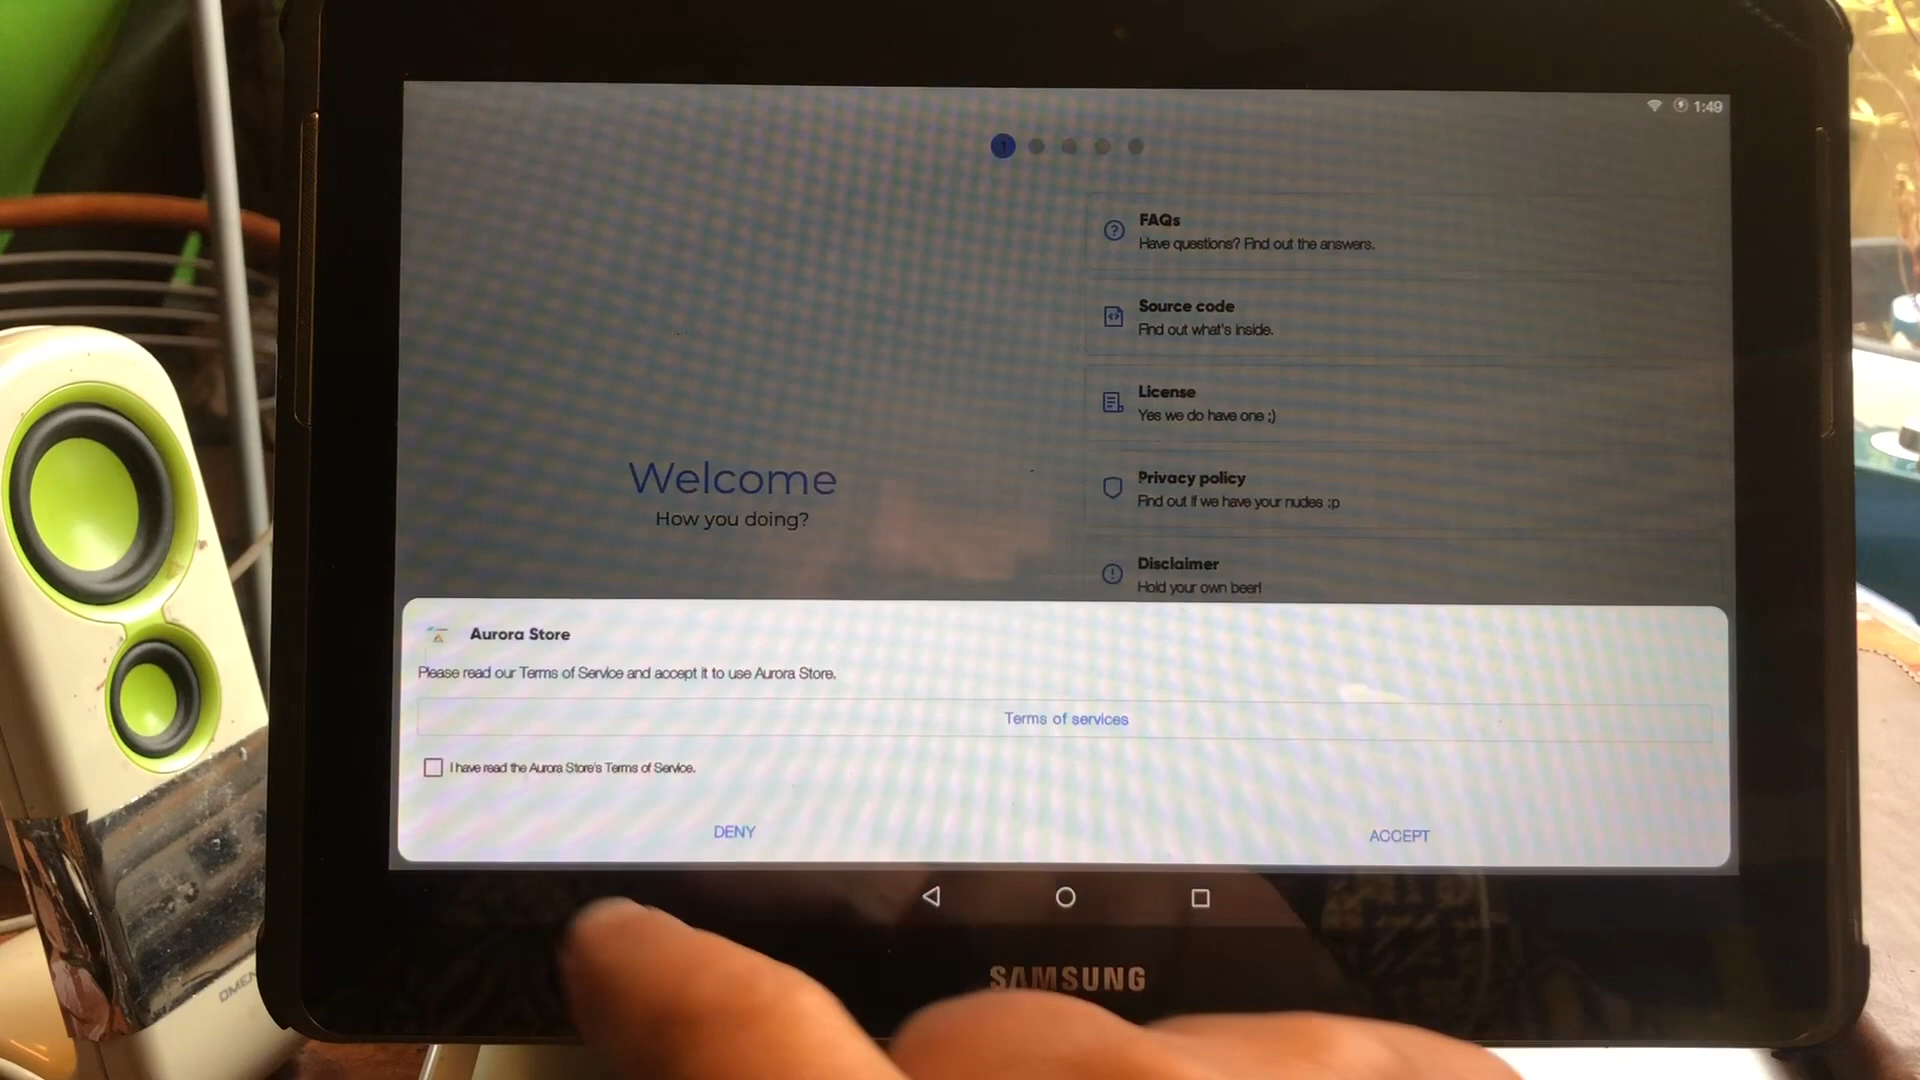 1:49
1
FAQs
Have questions? Find out the answers.
Source code
Find out what's inside.
License
Yes we do have one ;)
Privacy policy
Find out if we have your nudes :p
Disclaimer
Hold your own beer!
Welcome
How you doing?
Aurora Store
Please read our Terms of Service and accept it to use Aurora Store.
Terms of services
I have read the Aurora Store's Terms of Service.
DENY
ACCEPT
SAMSUNG